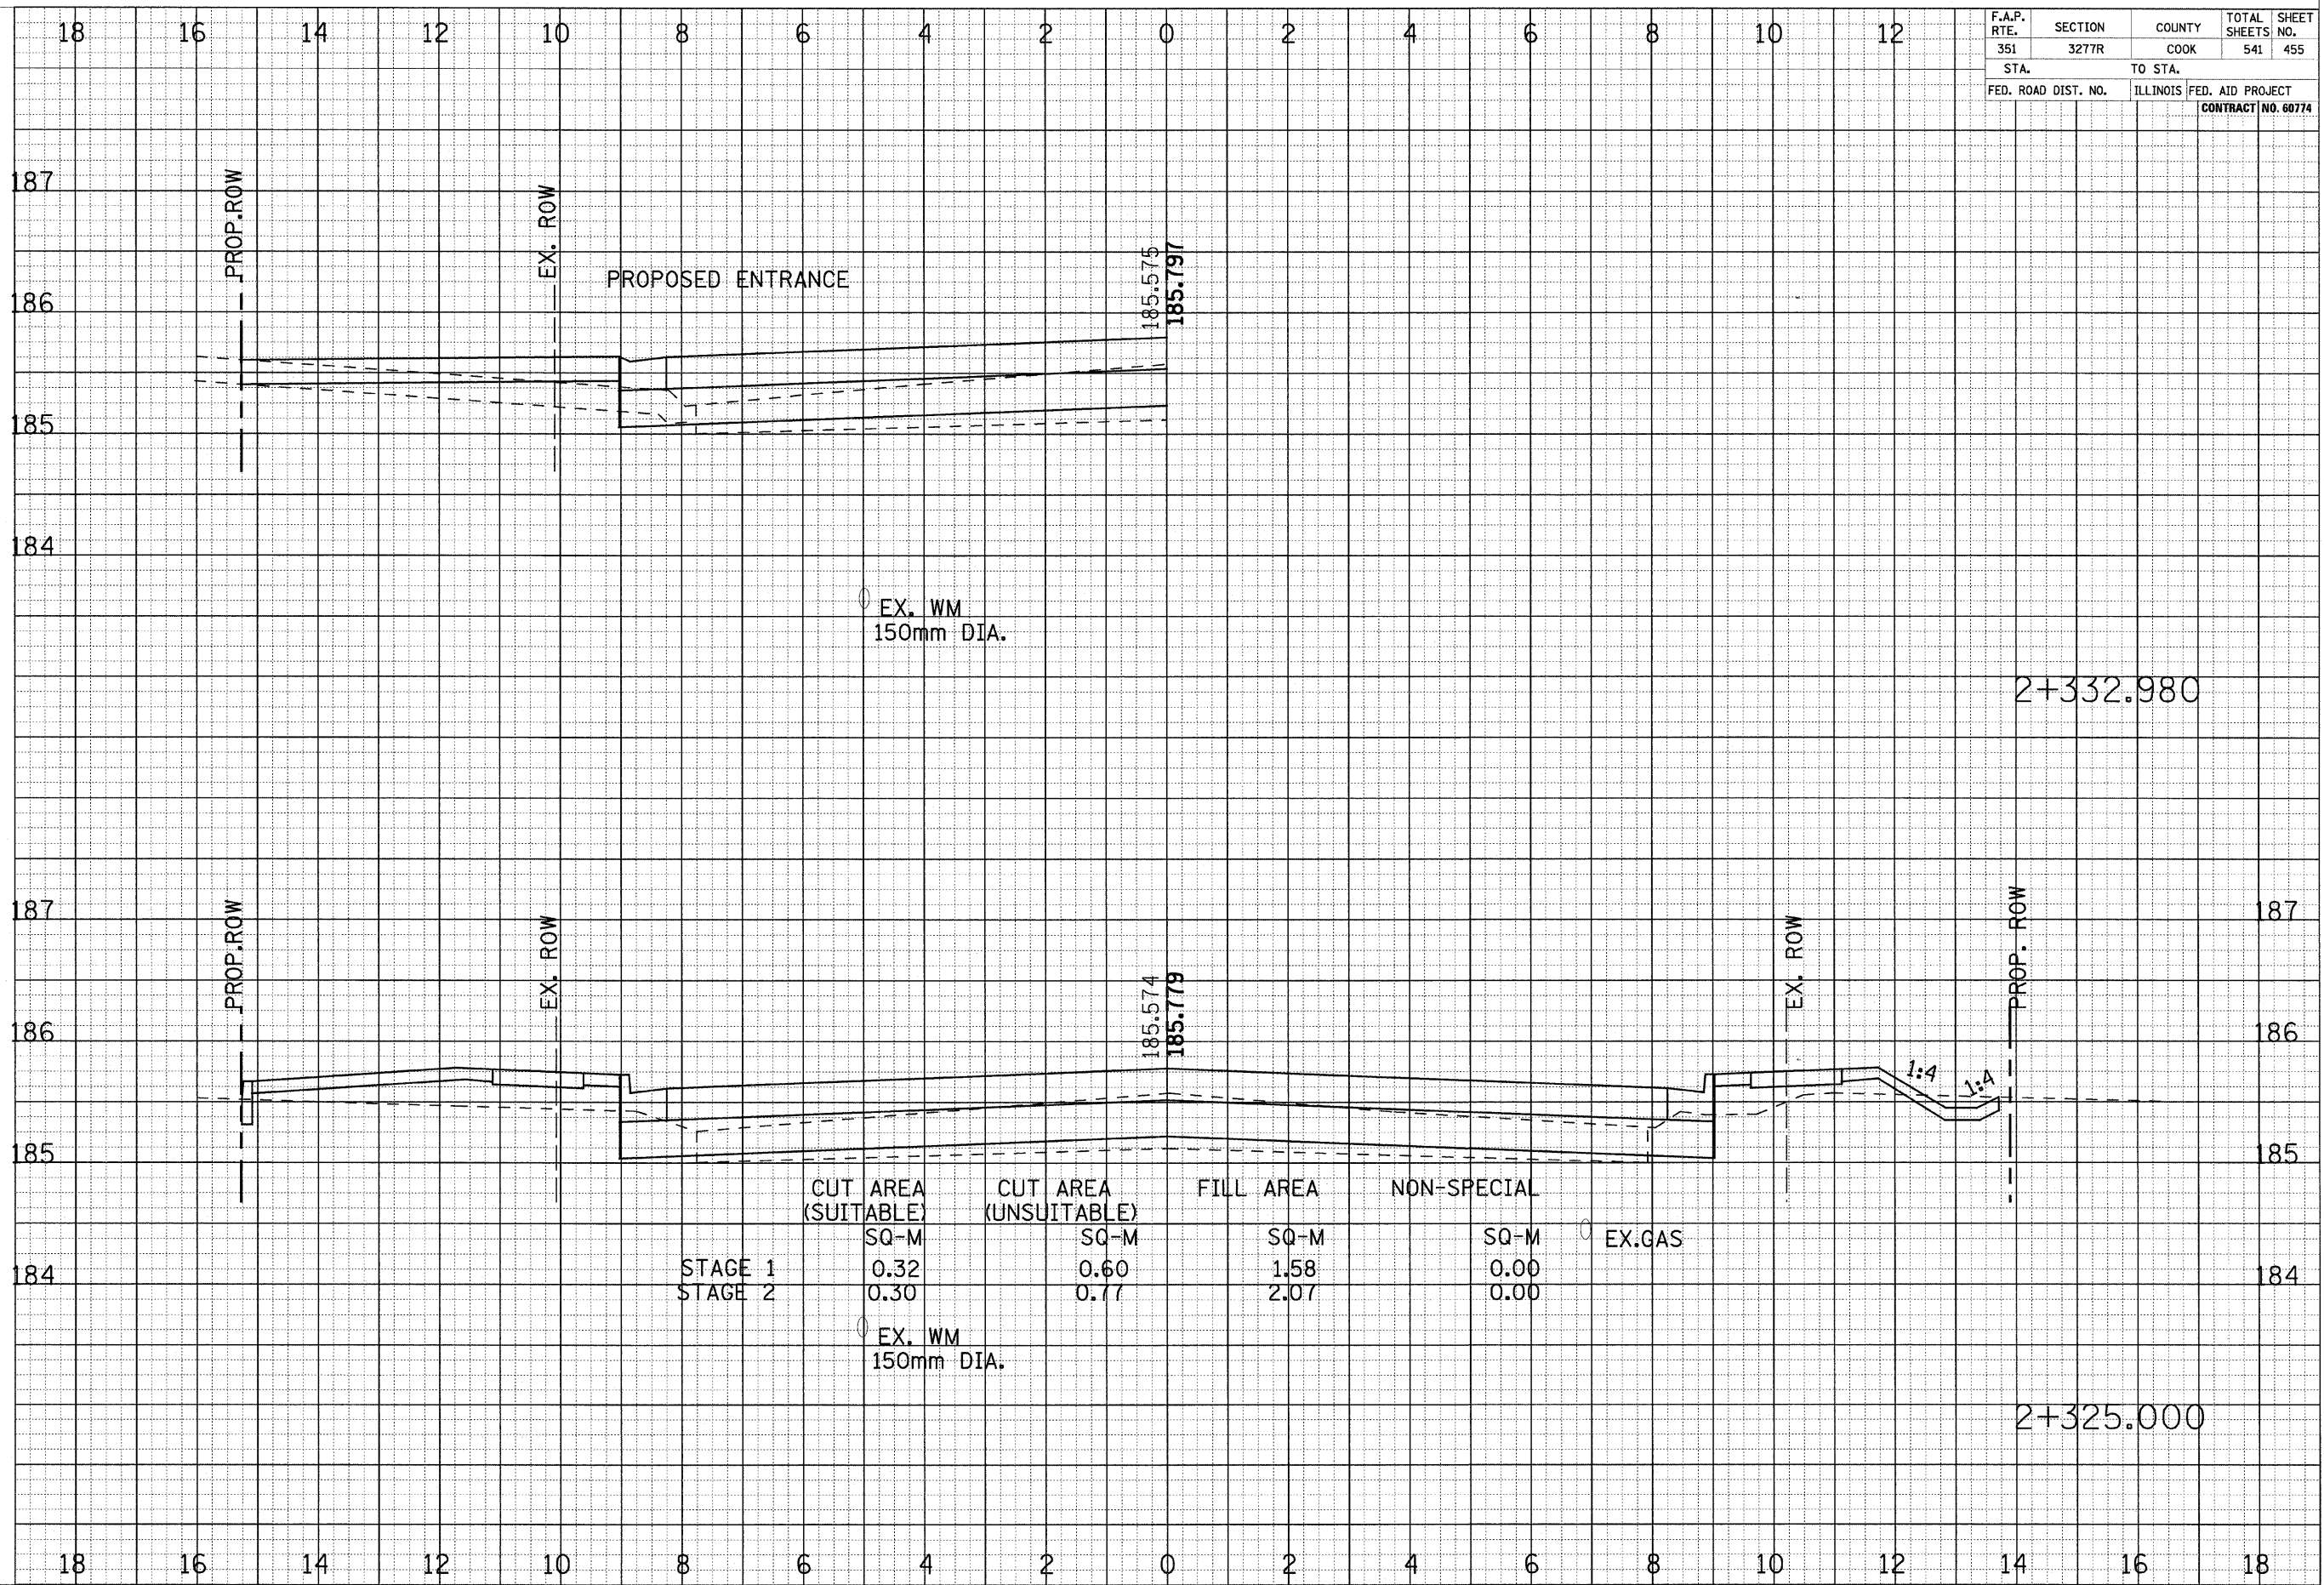 18 16 14 12 10 8 6 4 2 0 2 4 6 8 10 12
F.A.P. RTE. SECTION COUNTY TOTAL SHEETS SHEET NO.
351 3277R COOK 541 455
STA. TO STA.
FED. ROAD DIST. NO. ILLINOIS FED. AID PROJECT
CONTRACT NO. 60774
187
PROP.ROW
EX. ROW
185.575
185.797
PROPOSED ENTRANCE
186
185
184
EX. WM
150mm DIA.
2+332.980
187 187
PROP.ROW
EX. ROW
185.574
185.779
EX. ROW
PROP. ROW
186 186
1:4
1:4
185 185
CUT AREA CUT AREA FILL AREA NON-SPECIAL
(SUITABLE) (UNSUITABLE)
SQ-M SQ-M SQ-M SQ-M EX.GAS
184 STAGE 1 0.32 0.60 1.58 0.00 184
STAGE 2 0.30 0.77 2.07 0.00
EX. WM
150mm DIA.
2+325.000
18 16 14 12 10 8 6 4 2 0 2 4 6 8 10 12 14 16 18